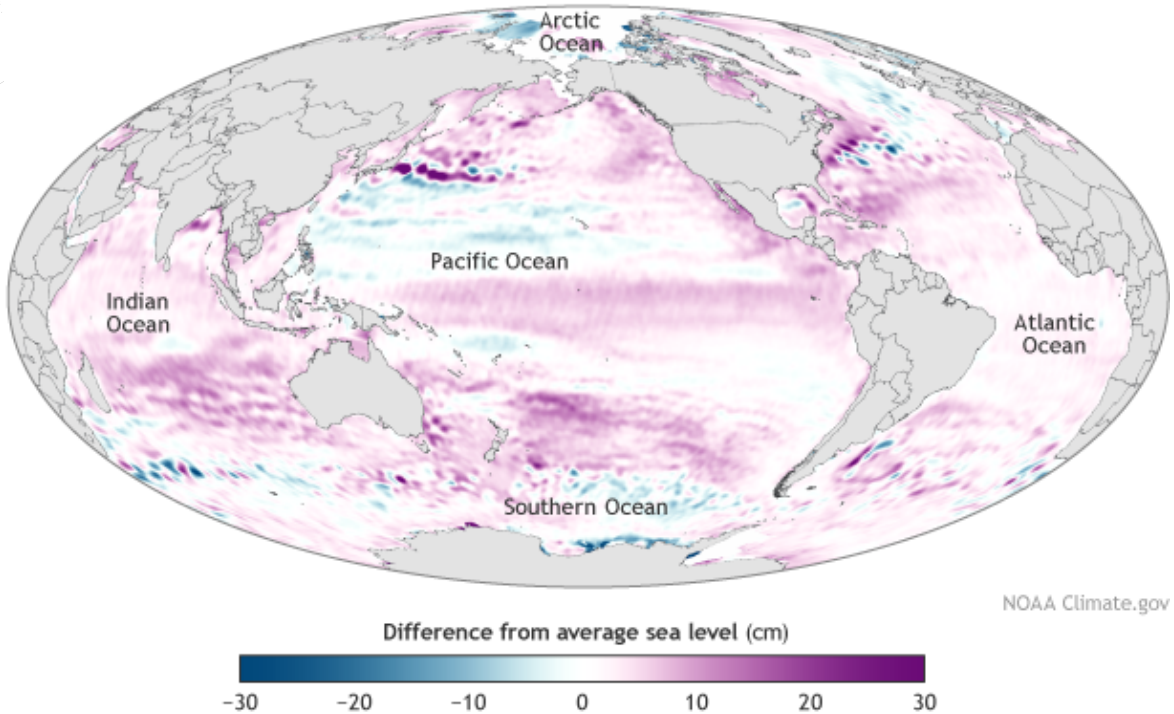 Arctic
Ocean
Pacific Ocean
Indian
Ocean
Atlantic
Ocean
Southern Ocean
NOAA Climate.gov
Difference from average sea level (cm)
−30 −20 −10 0 10 20 30